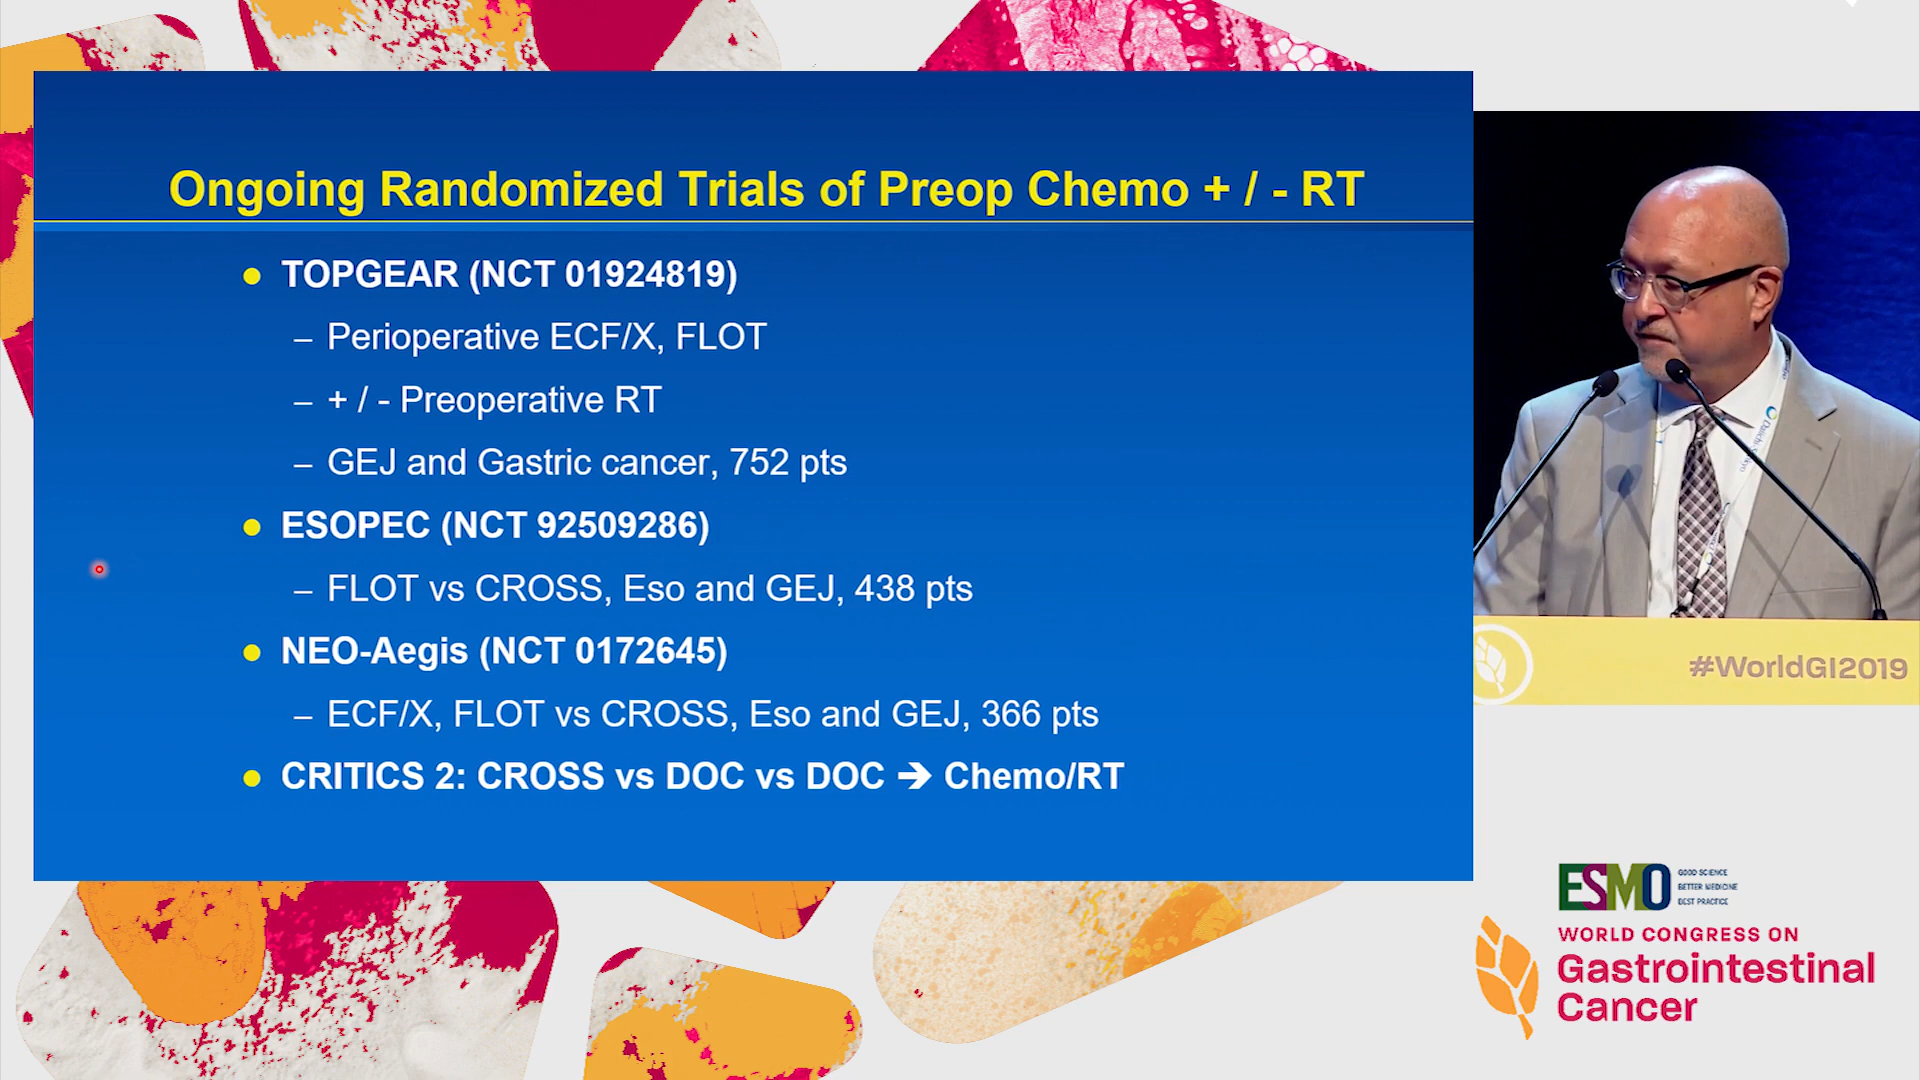 Ongoing Randomized Trials of Preop Chemo + / - RT
● TOPGEAR (NCT 01924819)
– Perioperative ECF/X, FLOT
– + / - Preoperative RT
– GEJ and Gastric cancer, 752 pts
● ESOPEC (NCT 92509286)
– FLOT vs CROSS, Eso and GEJ, 438 pts
● NEO-Aegis (NCT 0172645)
– ECF/X, FLOT vs CROSS, Eso and GEJ, 366 pts
● CRITICS 2: CROSS vs DOC vs DOC ➔ Chemo/RT
#WorldGI2019
ESMO
GOOD SCIENCE
BETTER MEDICINE
BEST PRACTICE
WORLD CONGRESS ON
Gastrointestinal
Cancer